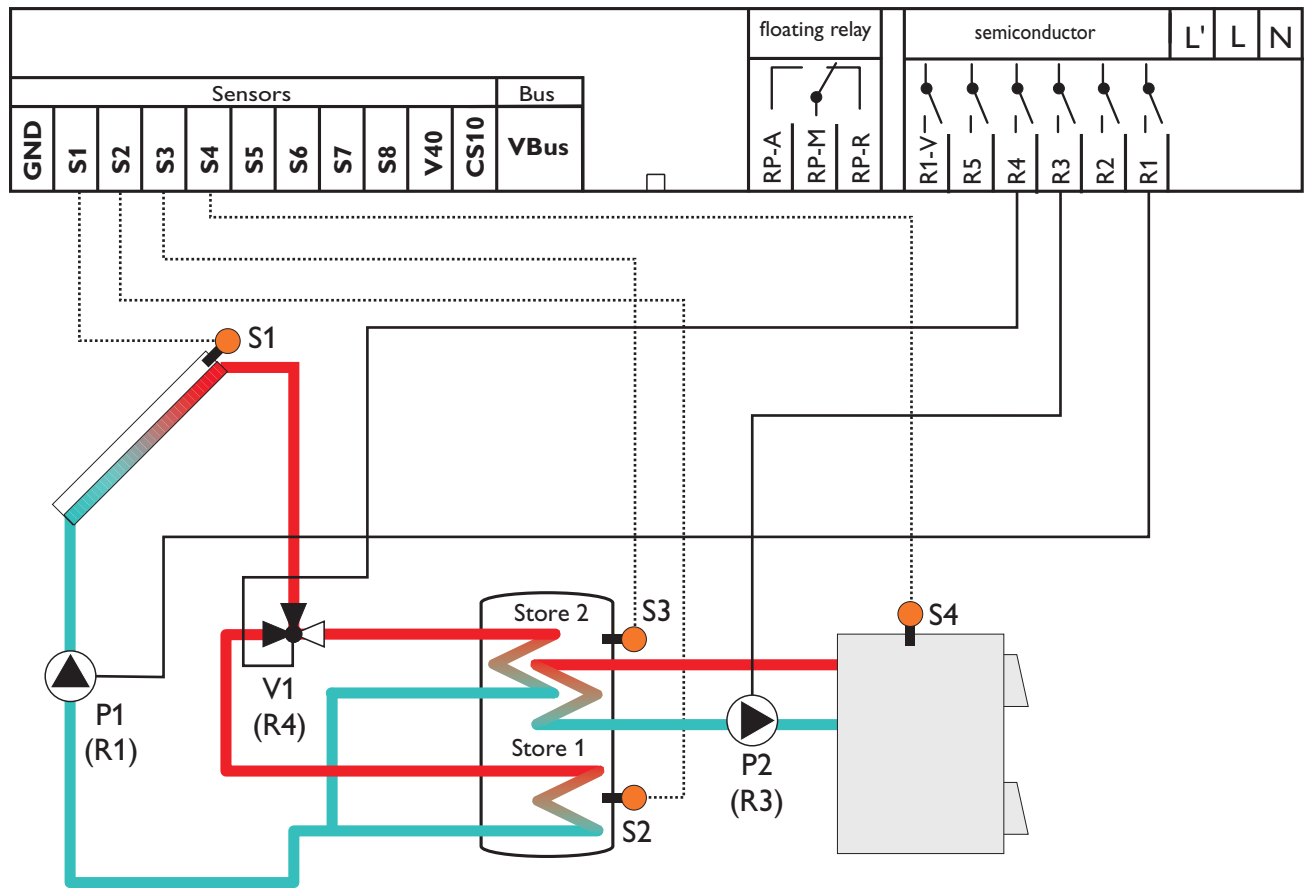 floating relay
semiconductor
L' L N
Sensors
Bus
GND S1 S2 S3 S4 S5 S6 S7 S8 V40 CS10 VBus
RP-A RP-M RP-R
R1-V R5 R4 R3 R2 R1
S1
Store 2
S3
S4
V1
(R4)
P1
(R1)
Store 1
P2
(R3)
S2